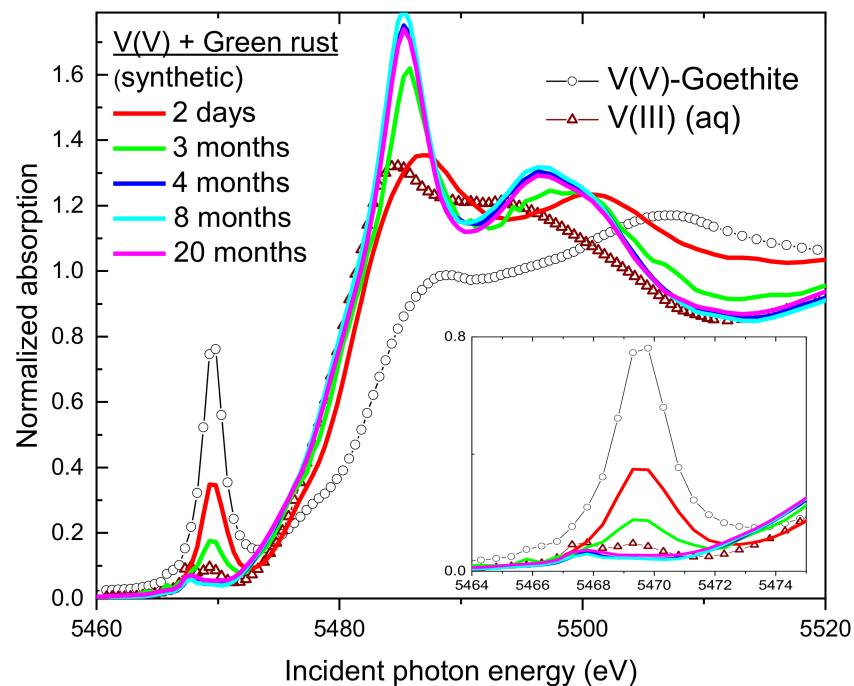 V(V) + Green rust
(synthetic)
2 days
3 months
4 months
8 months
20 months
V(V)-Goethite
V(III) (aq)
Normalized absorption
1.6
1.4
1.2
1.0
0.8
0.6
0.4
0.2
0.0
0.8
0.0
5464 5466 5468 5470 5472 5474
5460 5480 5500 5520
Incident photon energy (eV)